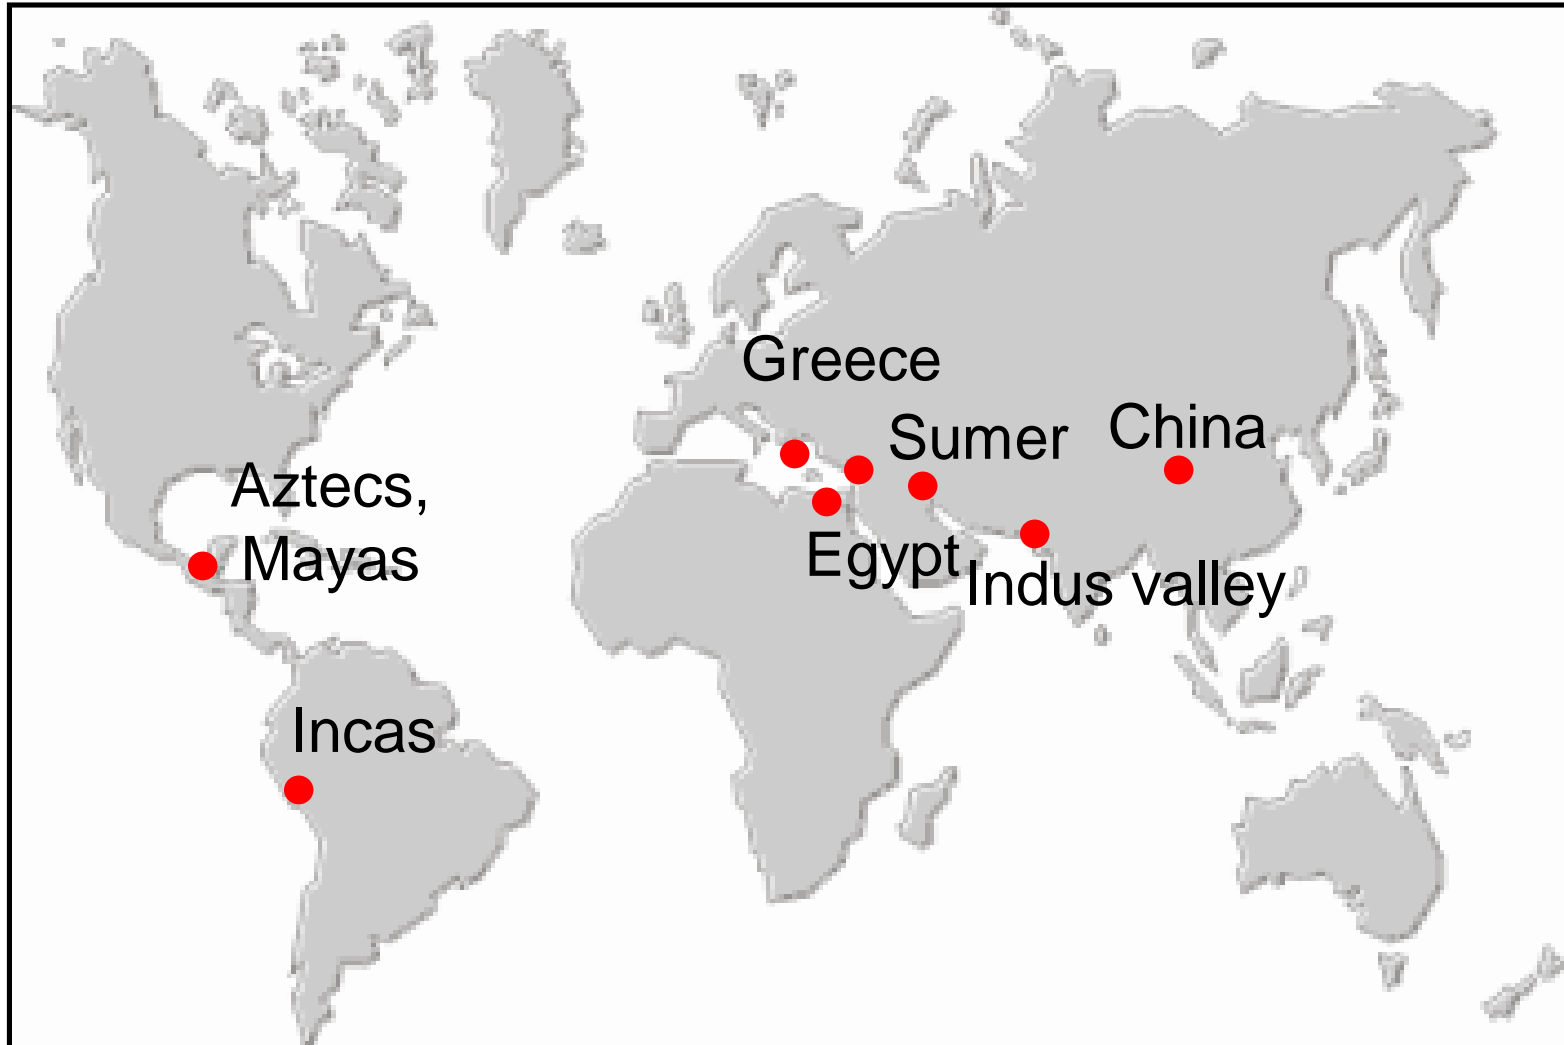 Greece
Sumer
China
Aztecs,
Mayas
Egypt
Indus valley
Incas